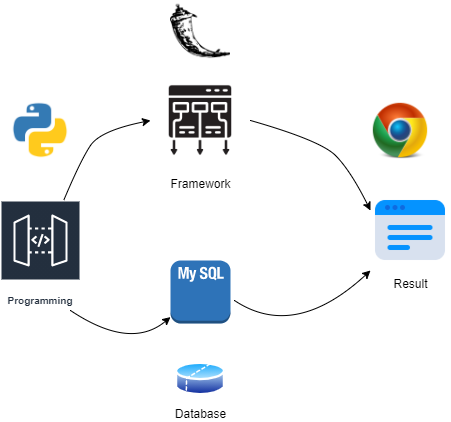 Framework
</>
Programming
My SQL
Result
Database